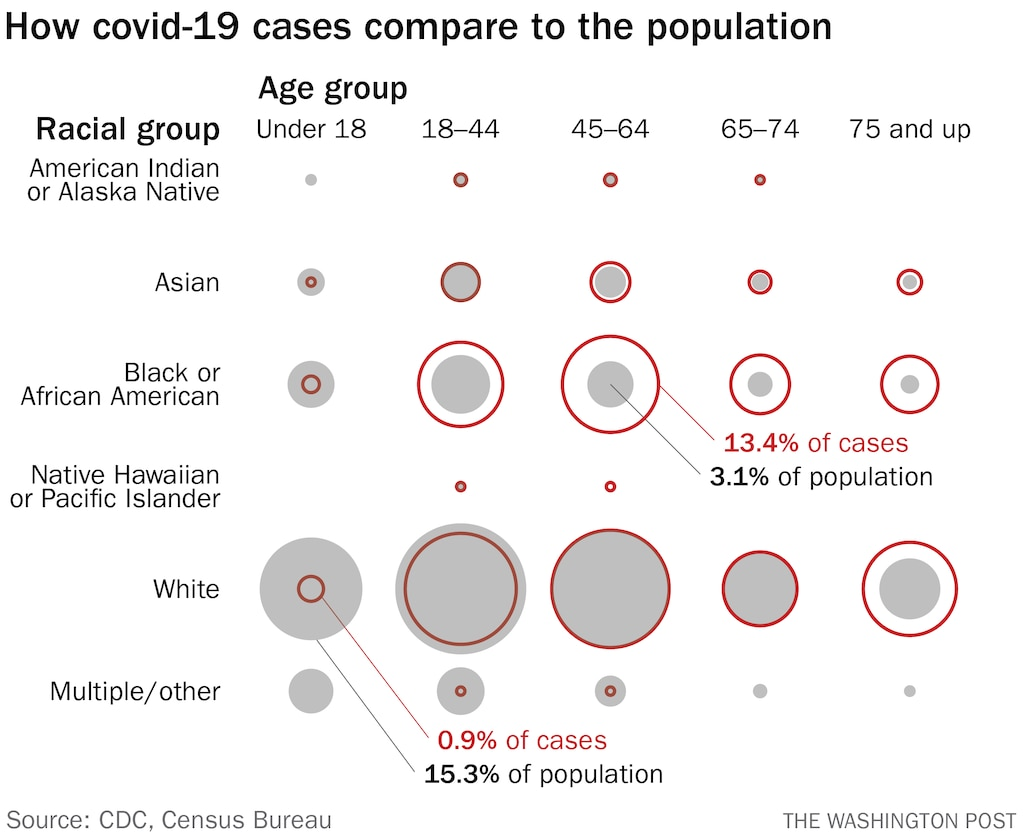 How covid-19 cases compare to the population
Age group
Racial group
Under 18
18–44
45–64
65–74
75 and up
American Indian
or Alaska Native
Asian
Black or
African American
13.4% of cases
3.1% of population
Native Hawaiian
or Pacific Islander
White
Multiple/other
0.9% of cases
15.3% of population
Source: CDC, Census Bureau
THE WASHINGTON POST